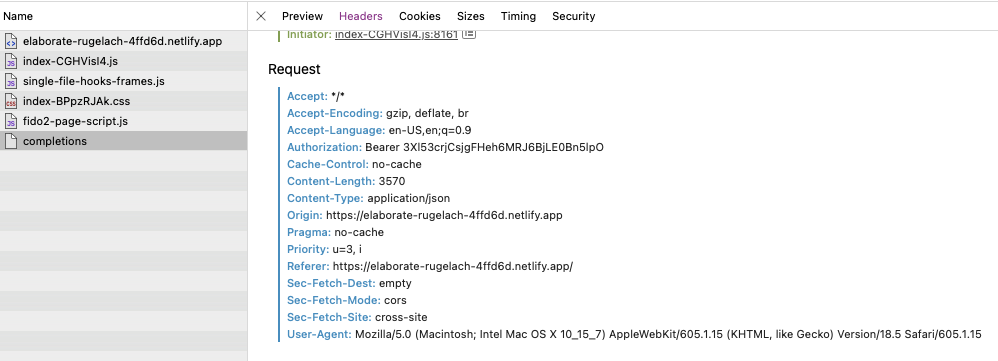 Name
elaborate-rugelach-4ffd6d.netlify.app
index-CGHVisl4.js
single-file-hooks-frames.js
index-BPpzRJAk.css
fido2-page-script.js
completions
Preview Headers Cookies Sizes Timing Security
Initiator: index-CGHVisl4.js:8161
Request
Accept: */*
Accept-Encoding: gzip, deflate, br
Accept-Language: en-US,en;q=0.9
Authorization: Bearer
Cache-Control: no-cache
Content-Length: 3570
Content-Type: application/json
Origin: https://elaborate-rugelach-4ffd6d.netlify.app
Pragma: no-cache
Priority: u=3, i
Referer: https://elaborate-rugelach-4ffd6d.netlify.app/
Sec-Fetch-Dest: empty
Sec-Fetch-Mode: cors
Sec-Fetch-Site: cross-site
User-Agent: Mozilla/5.0 (Macintosh; Intel Mac OS X 10_15_7) AppleWebKit/605.1.15 (KHTML, like Gecko) Version/18.5 Safari/605.1.15